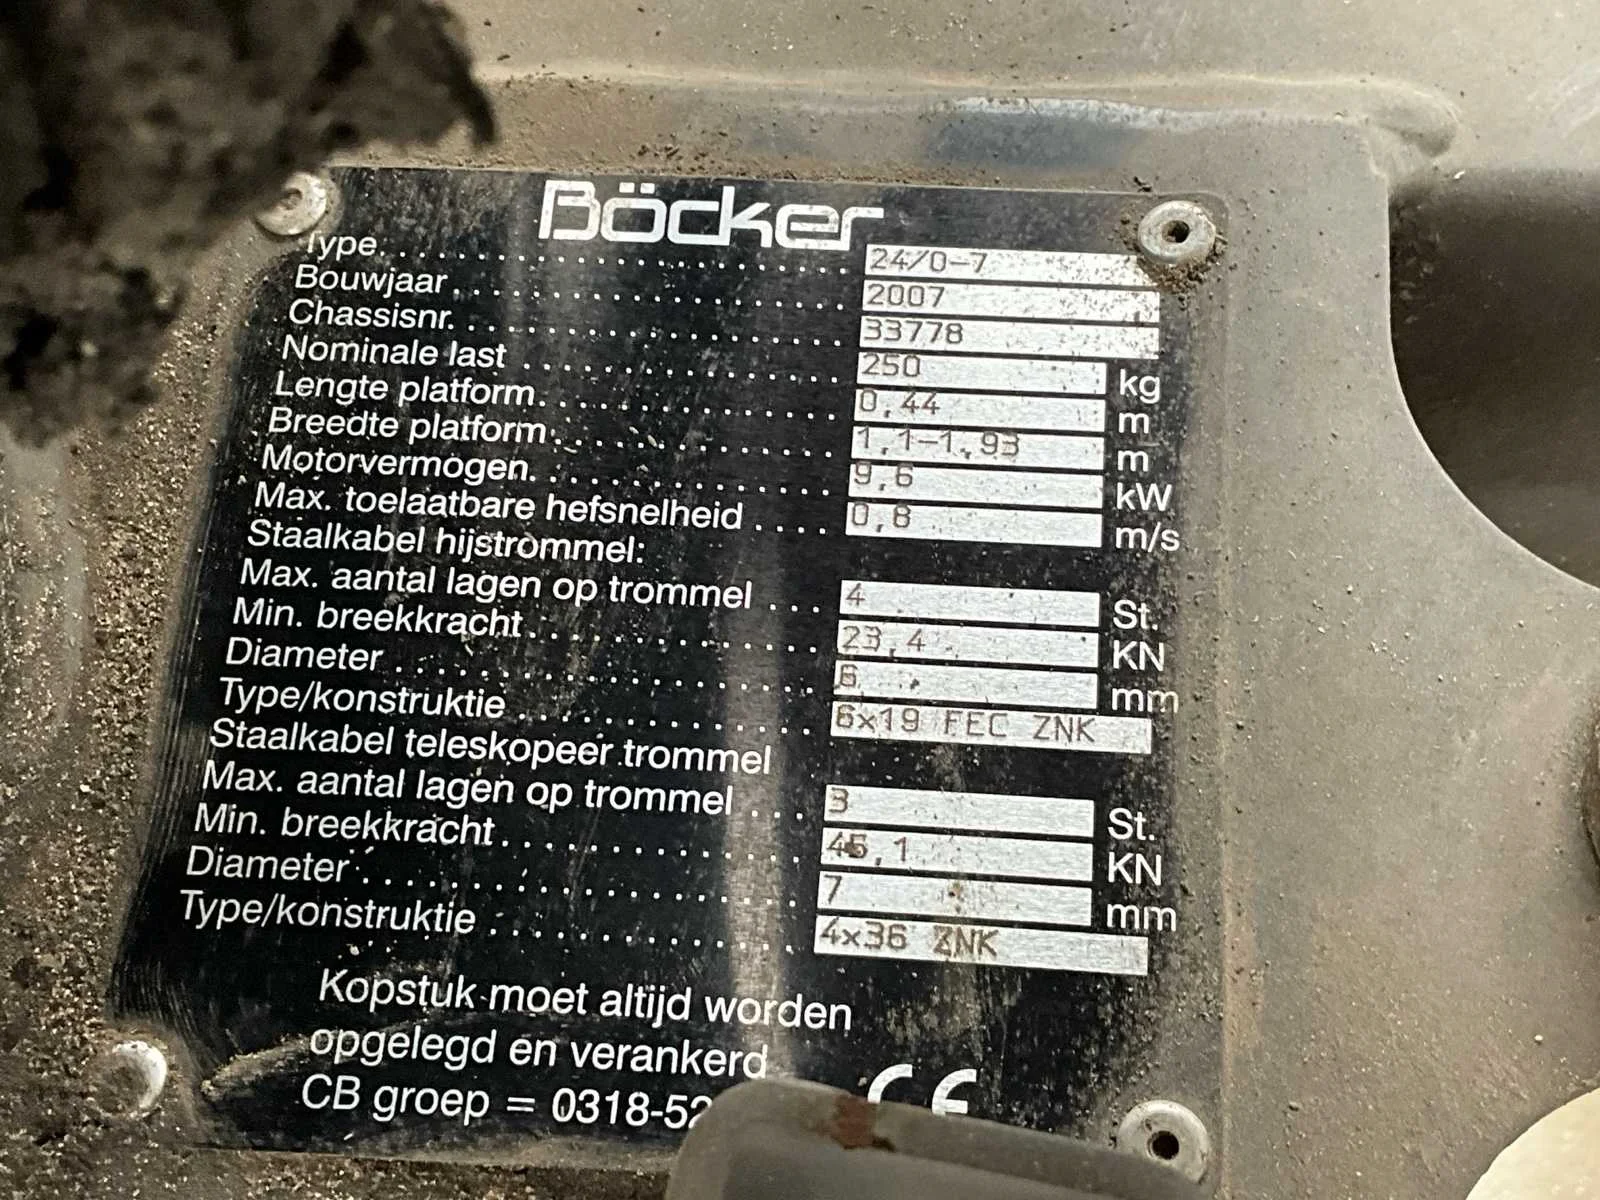 Böcker
Type. . . . . . . . . . . . . . . . . . . . . . . . 24/0-7
Bouwjaar . . . . . . . . . . . . . . . . . . . . . 2007
Chassisnr. . . . . . . . . . . . . . . . . . . . . 33778
Nominale last . . . . . . . . . . . . . . . . . 250 kg
Lengte platform. . . . . . . . . . . . . . . . 0,44 m
Breedte platform. . . . . . . . . . . . . . . 1,1-1,93 m
Motorvermogen. . . . . . . . . . . . . . . . 9,6 kW
Max. toelaatbare hefsnelheid . . . . 0,8 m/s
Staalkabel hijstrommel:
Max. aantal lagen op trommel . . . 4 St.
Min. breekkracht . . . . . . . . . . . . . . . 23,4 KN
Diameter . . . . . . . . . . . . . . . . . . . . . 6 mm
Type/konstruktie . . . . . . . . . . . . . . . 6x19 FEC ZNK
Staalkabel teleskopeer trommel
Max. aantal lagen op trommel . . . 3 St.
Min. breekkracht . . . . . . . . . . . . . . . 45,1 KN
Diameter . . . . . . . . . . . . . . . . . . . . . 7 mm
Type/konstruktie . . . . . . . . . . . . . . . 4x36 ZNK
Kopstuk moet altijd worden
opgelegd en verankerd
CB groep = 0318-52
CE